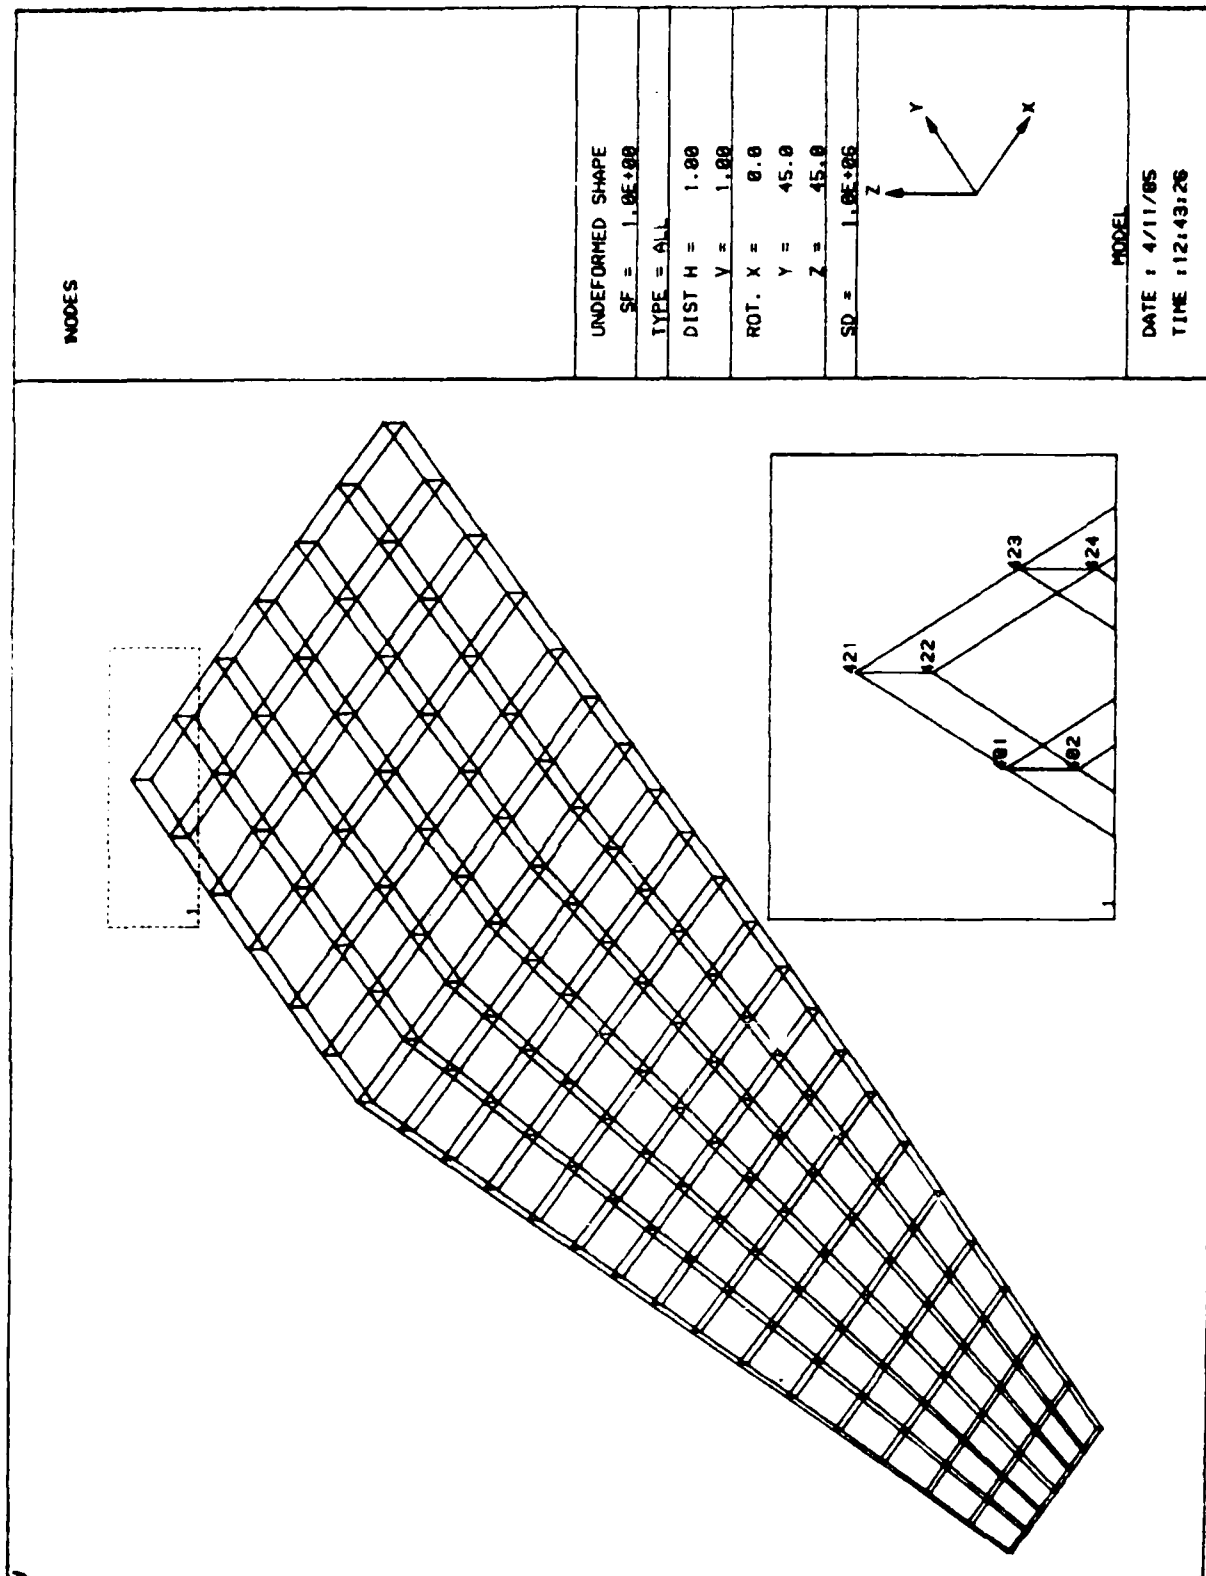 NODES
UNDEFORMED SHAPE
SF = 1.0E+00
TYPE = ALL
DIST H = 1.00
V = 1.00
ROT. X = 0.0
Y = 45.0
Z = 45.0
SD = 1.0E+06
Z
Y
X
MODEL
DATE : 4/11/85
TIME :12:43:26
1
421
422
423
424
401
402
1